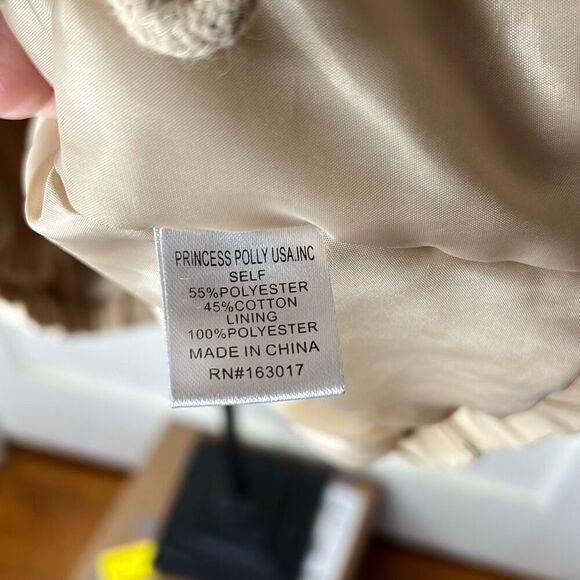 PRINCESS POLLY USA.INC
SELF
55%POLYESTER
45%COTTON
LINING
100%POLYESTER
MADE IN CHINA
RN#163017